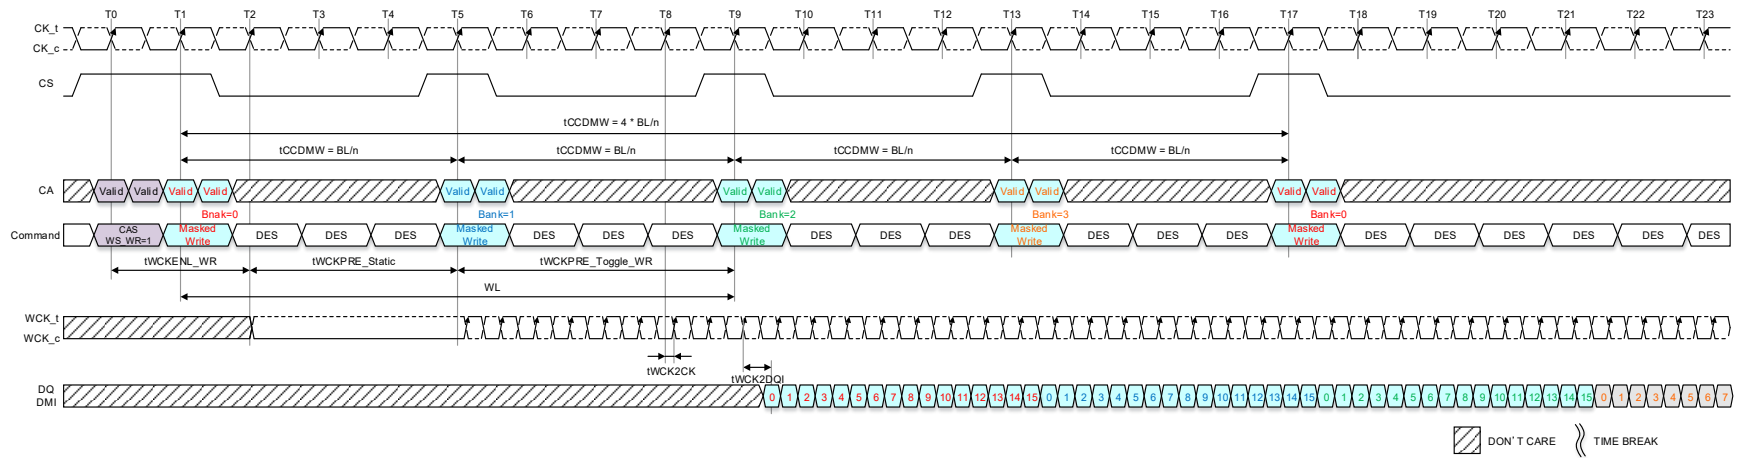 T0 T1 T2 T3 T4 T5 T6 T7 T8 T9 T10 T11 T12 T13 T14 T15 T16 T17 T18 T19 T20 T21 T22 T23
CK_t
CK_c
CS
tCCDMW = 4 * BL/n
tCCDMW = BL/n tCCDMW = BL/n tCCDMW = BL/n tCCDMW = BL/n
CA Valid Valid Valid Valid Valid Valid Valid Valid Valid Valid Valid Valid
Bnak=0 Bank=1 Bank=2 Bank=3 Bank=0
Command CAS WS_WR=1 Masked Write DES DES DES Masked Write DES DES DES Masked Write DES DES DES Masked Write DES DES DES Masked Write DES DES DES DES DES DES
tWCKENL_WR tWCKPRE_Static tWCKPRE_Toggle_WR
WL
WCK_t
WCK_c
tWCK2CK tWCK2DQI
DQ
DMI
0 1 2 3 4 5 6 7 8 9 10 11 12 13 14 15 0 1 2 3 4 5 6 7 8 9 10 11 12 13 14 15 0 1 2 3 4 5 6 7 8 9 10 11 12 13 14 15 0 1 2 3 4 5 6 7
DON'T CARE TIME BREAK